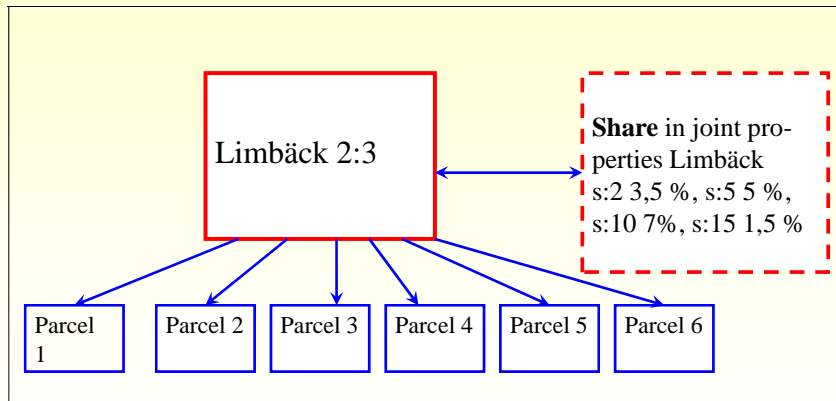 Limbäck 2:3
Share in joint pro-
perties Limbäck
s:2 3,5 %, s:5 5 %,
s:10 7%, s:15 1,5 %
Parcel
1
Parcel 2
Parcel 3
Parcel 4
Parcel 5
Parcel 6